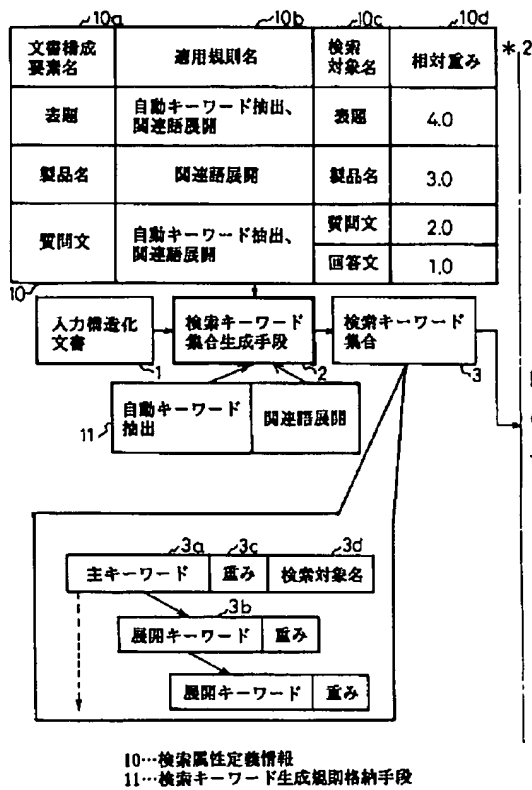 10a 10b 10c 10d
文書構成要素名 適用規則名 検索対象名 相対重み
*2
表題 自動キーワード抽出、関連語展開 表題 4.0
製品名 関連語展開 製品名 3.0
質問文 自動キーワード抽出、関連語展開 質問文 2.0
回答文 1.0
10
入力構造化文書 検索キーワード集合生成手段 検索キーワード集合
1 2 3
11 自動キーワード抽出 関連語展開
3a 3c 3d
主キーワード 重み 検索対象名
3b
展開キーワード 重み
展開キーワード 重み
10…検索属性定義情報
11…検索キーワード生成規則格納手段